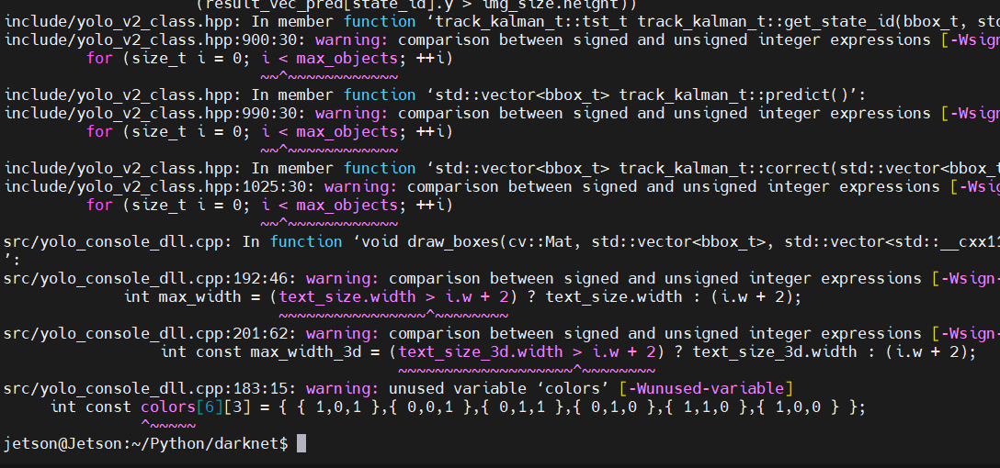 (result_vec_pred[state_id].y > img_size.height))
include/yolo_v2_class.hpp: In member function ‘track_kalman_t::tst_t track_kalman_t::get_state_id(bbox_t, std
include/yolo_v2_class.hpp:900:30: warning: comparison between signed and unsigned integer expressions [-Wsign
for (size_t i = 0; i < max_objects; ++i)
~~^~~~~~~~~~~~~
include/yolo_v2_class.hpp: In member function ‘std::vector<bbox_t> track_kalman_t::predict()’:
include/yolo_v2_class.hpp:990:30: warning: comparison between signed and unsigned integer expressions [-Wsign
for (size_t i = 0; i < max_objects; ++i)
~~^~~~~~~~~~~~~
include/yolo_v2_class.hpp: In member function ‘std::vector<bbox_t> track_kalman_t::correct(std::vector<bbox_t
include/yolo_v2_class.hpp:1025:30: warning: comparison between signed and unsigned integer expressions [-Wsig
for (size_t i = 0; i < max_objects; ++i)
~~^~~~~~~~~~~~~
src/yolo_console_dll.cpp: In function ‘void draw_boxes(cv::Mat, std::vector<bbox_t>, std::vector<std::__cxx11
’:
src/yolo_console_dll.cpp:192:46: warning: comparison between signed and unsigned integer expressions [-Wsign-
int max_width = (text_size.width > i.w + 2) ? text_size.width : (i.w + 2);
~~~~~~~~~~~~~~~~^~~~~~~~~
src/yolo_console_dll.cpp:201:62: warning: comparison between signed and unsigned integer expressions [-Wsign-
int const max_width_3d = (text_size_3d.width > i.w + 2) ? text_size_3d.width : (i.w + 2);
~~~~~~~~~~~~~~~~~~~^~~~~~~~~
src/yolo_console_dll.cpp:183:15: warning: unused variable ‘colors’ [-Wunused-variable]
int const colors[6][3] = { { 1,0,1 },{ 0,0,1 },{ 0,1,1 },{ 0,1,0 },{ 1,1,0 },{ 1,0,0 } };
^~~~~~
jetson@Jetson:~/Python/darknet$